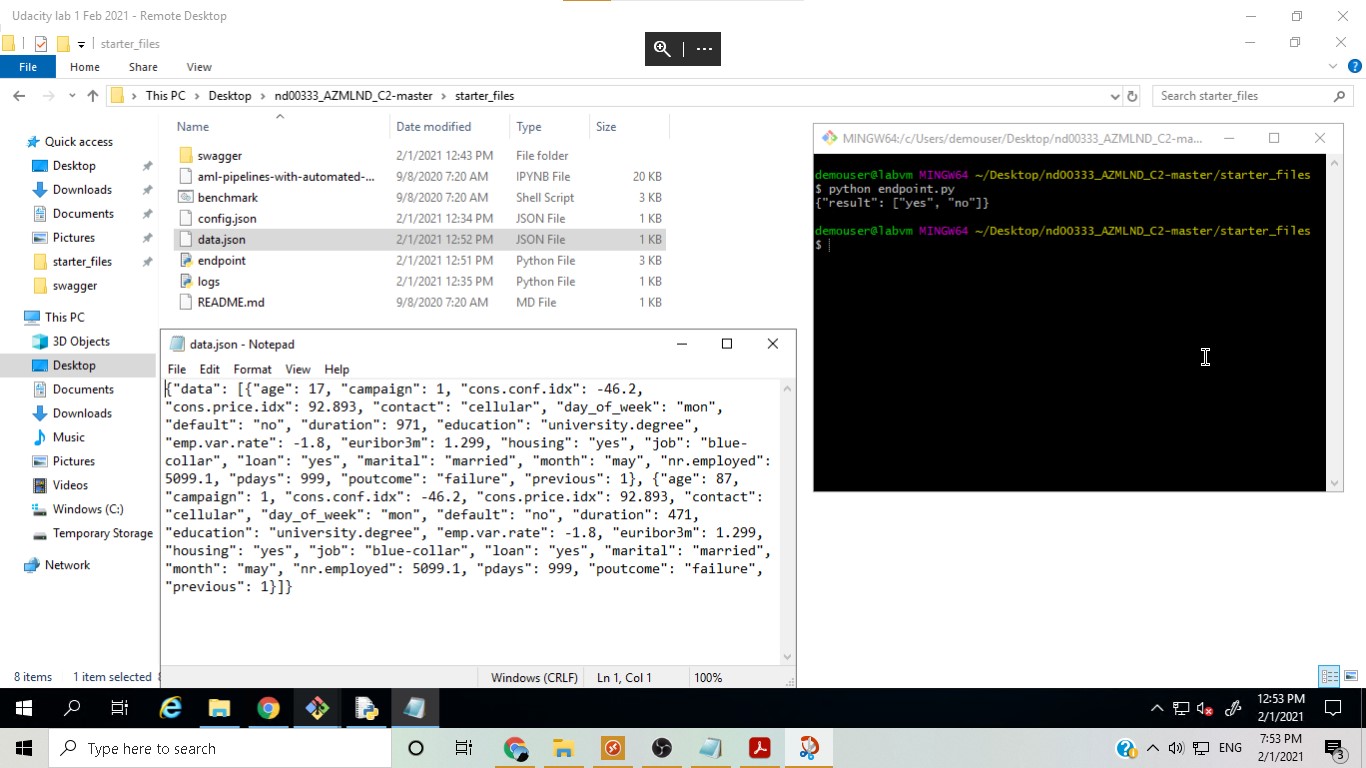 Udacity lab 1 Feb 2021 - Remote Desktop
starter_files
File Home Share View
This PC Desktop nd00333_AZMLND_C2-master starter_files
Search starter_files
Quick access
Desktop
Downloads
Documents
Pictures
starter_files
swagger
This PC
3D Objects
Desktop
Documents
Downloads
Music
Pictures
Videos
Windows (C:)
Temporary Storage
Network
Name Date modified Type Size
swagger 2/1/2021 12:43 PM File folder
aml-pipelines-with-automated-... 9/8/2020 7:20 AM IPYNB File 20 KB
benchmark 9/8/2020 7:20 AM Shell Script 3 KB
config.json 2/1/2021 12:34 PM JSON File 1 KB
data.json 2/1/2021 12:52 PM JSON File 1 KB
endpoint 2/1/2021 12:51 PM Python File 3 KB
logs 2/1/2021 12:35 PM Python File 1 KB
README.md 9/8/2020 7:20 AM MD File 1 KB
8 items 1 item selected
data.json - Notepad
File Edit Format View Help
{"data": [{"age": 17, "campaign": 1, "cons.conf.idx": -46.2,
"cons.price.idx": 92.893, "contact": "cellular", "day_of_week": "mon",
"default": "no", "duration": 971, "education": "university.degree",
"emp.var.rate": -1.8, "euribor3m": 1.299, "housing": "yes", "job": "blue-
collar", "loan": "yes", "marital": "married", "month": "may", "nr.employed":
5099.1, "pdays": 999, "poutcome": "failure", "previous": 1}, {"age": 87,
"campaign": 1, "cons.conf.idx": -46.2, "cons.price.idx": 92.893, "contact":
"cellular", "day_of_week": "mon", "default": "no", "duration": 471,
"education": "university.degree", "emp.var.rate": -1.8, "euribor3m": 1.299,
"housing": "yes", "job": "blue-collar", "loan": "yes", "marital": "married",
"month": "may", "nr.employed": 5099.1, "pdays": 999, "poutcome": "failure",
"previous": 1}]}
Windows (CRLF) Ln 1, Col 1 100%
MINGW64:/c/Users/demouser/Desktop/nd00333_AZMLND_C2-ma...
demouser@labvm MINGW64 ~/Desktop/nd00333_AZMLND_C2-master/starter_files
$ python endpoint.py
{"result": ["yes", "no"]}
demouser@labvm MINGW64 ~/Desktop/nd00333_AZMLND_C2-master/starter_files
$
12:53 PM
2/1/2021
Type here to search
ENG
7:53 PM
2/1/2021
3